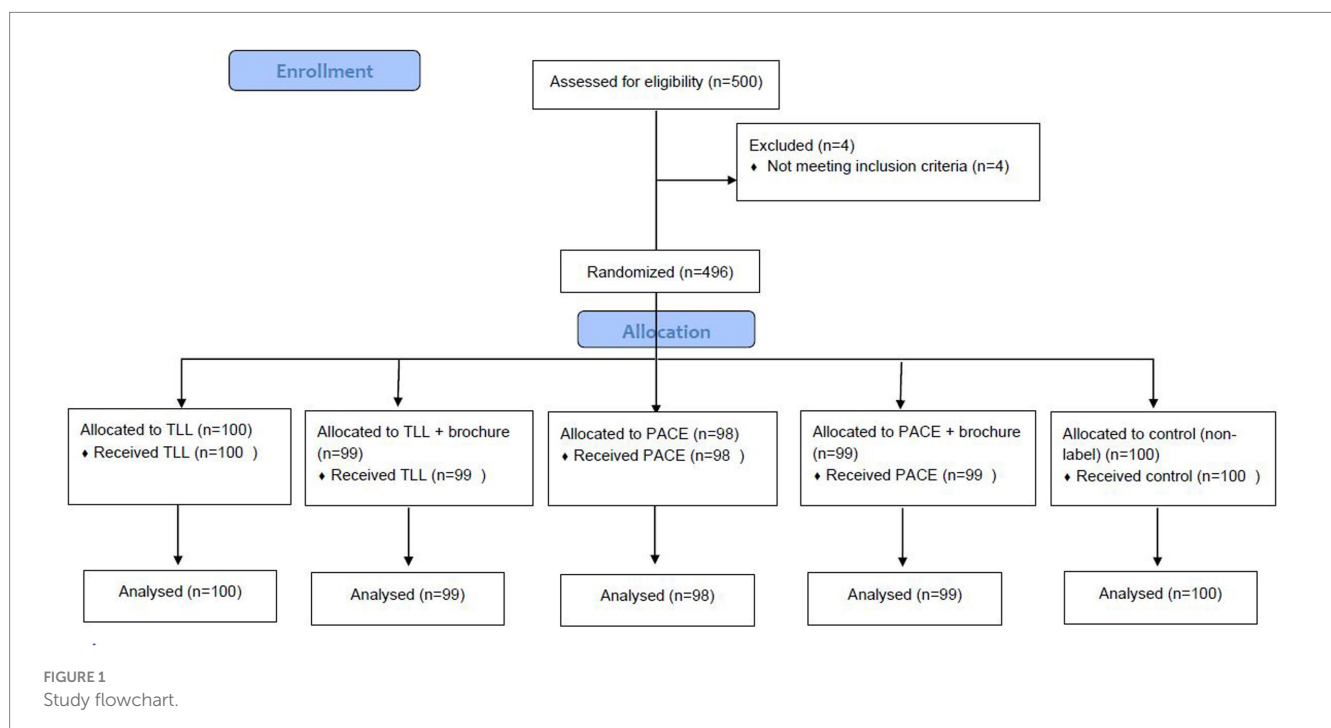 Enrollment
Assessed for eligibility (n=500)
Excluded (n=4)
♦ Not meeting inclusion criteria (n=4)
Randomized (n=496)
Allocation
Allocated to TLL (n=100)
♦ Received TLL (n=100 )
Allocated to TLL + brochure
(n=99)
♦ Received TLL (n=99 )
Allocated to PACE (n=98)
♦ Received PACE (n=98 )
Allocated to PACE + brochure
(n=99)
♦ Received PACE (n=99 )
Allocated to control (non-
label) (n=100)
♦ Received control (n=100 )
Analysed (n=100)
Analysed (n=99)
Analysed (n=98)
Analysed (n=99)
Analysed (n=100)
FIGURE 1
Study flowchart.